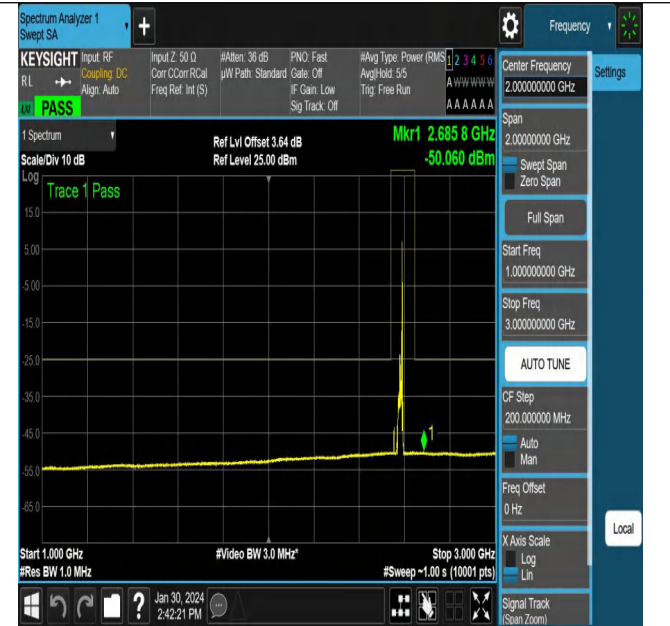 Spectrum Analyzer 1
Swept SA
Frequency
KEYSIGHT
RL
PASS
Input: RF
Coupling: DC
Align: Auto
Input Z: 50 Ω
Corr CCorr RCal
Freq Ref: Int (S)
#Atten: 36 dB
µW Path: Standard
PNO: Fast
Gate: Off
IF Gain: Low
Sig Track: Off
#Avg Type: Power (RMS
Avg|Hold: 5/5
Trig: Free Run
1 2 3 4 5 6
A W W W W W
A A A A A A
1 Spectrum
Scale/Div 10 dB
Ref Lvl Offset 3.64 dB
Ref Level 25.00 dBm
Mkr1 2.685 8 GHz
-50.060 dBm
Log
Trace 1 Pass
15.0
5.00
-5.00
-15.0
-25.0
-35.0
-45.0
-55.0
-65.0
1
Start 1.000 GHz
#Res BW 1.0 MHz
#Video BW 3.0 MHz*
Stop 3.000 GHz
#Sweep ~1.00 s (10001 pts)
Jan 30, 2024
2:42:21 PM
?
Center Frequency
2.00000000 GHz
Settings
Span
2.00000000 GHz
Swept Span
Zero Span
Full Span
Start Freq
1.000000000 GHz
Stop Freq
3.000000000 GHz
AUTO TUNE
CF Step
200.000000 MHz
Auto
Man
Freq Offset
0 Hz
X Axis Scale
Log
Lin
Local
Signal Track
(Span Zoom)